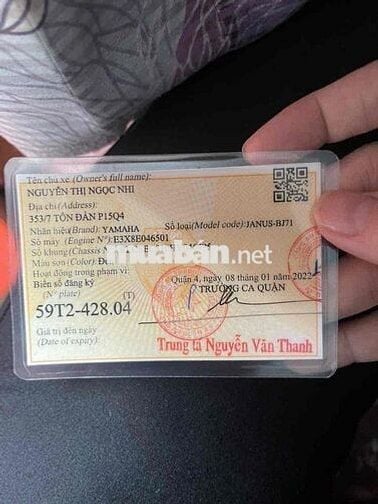 Tên chủ xe (Owner's full name):
NGUYỄN THỊ NGỌC NHI
Địa chỉ (Address):
353/7 TÔN ĐẢN P15Q4
Nhãn hiệu(Brand): YAMAHA Số loại(Model code):JANUS-BJ71
Số máy (Engine Nº):E3X8E046501
Số khung(Chassis
muaban.net
Màu sơn (Color):
Hoạt động trong phạm vi: Quận 4, ngày 08 tháng 01 năm 2022
Biển số đăng ký TRƯỞNG CA QUẬN
(Nº plate) (T)
59T2-428.04
Giá trị đến ngày
(Date of expiry): Trung tá Nguyễn Văn Thanh